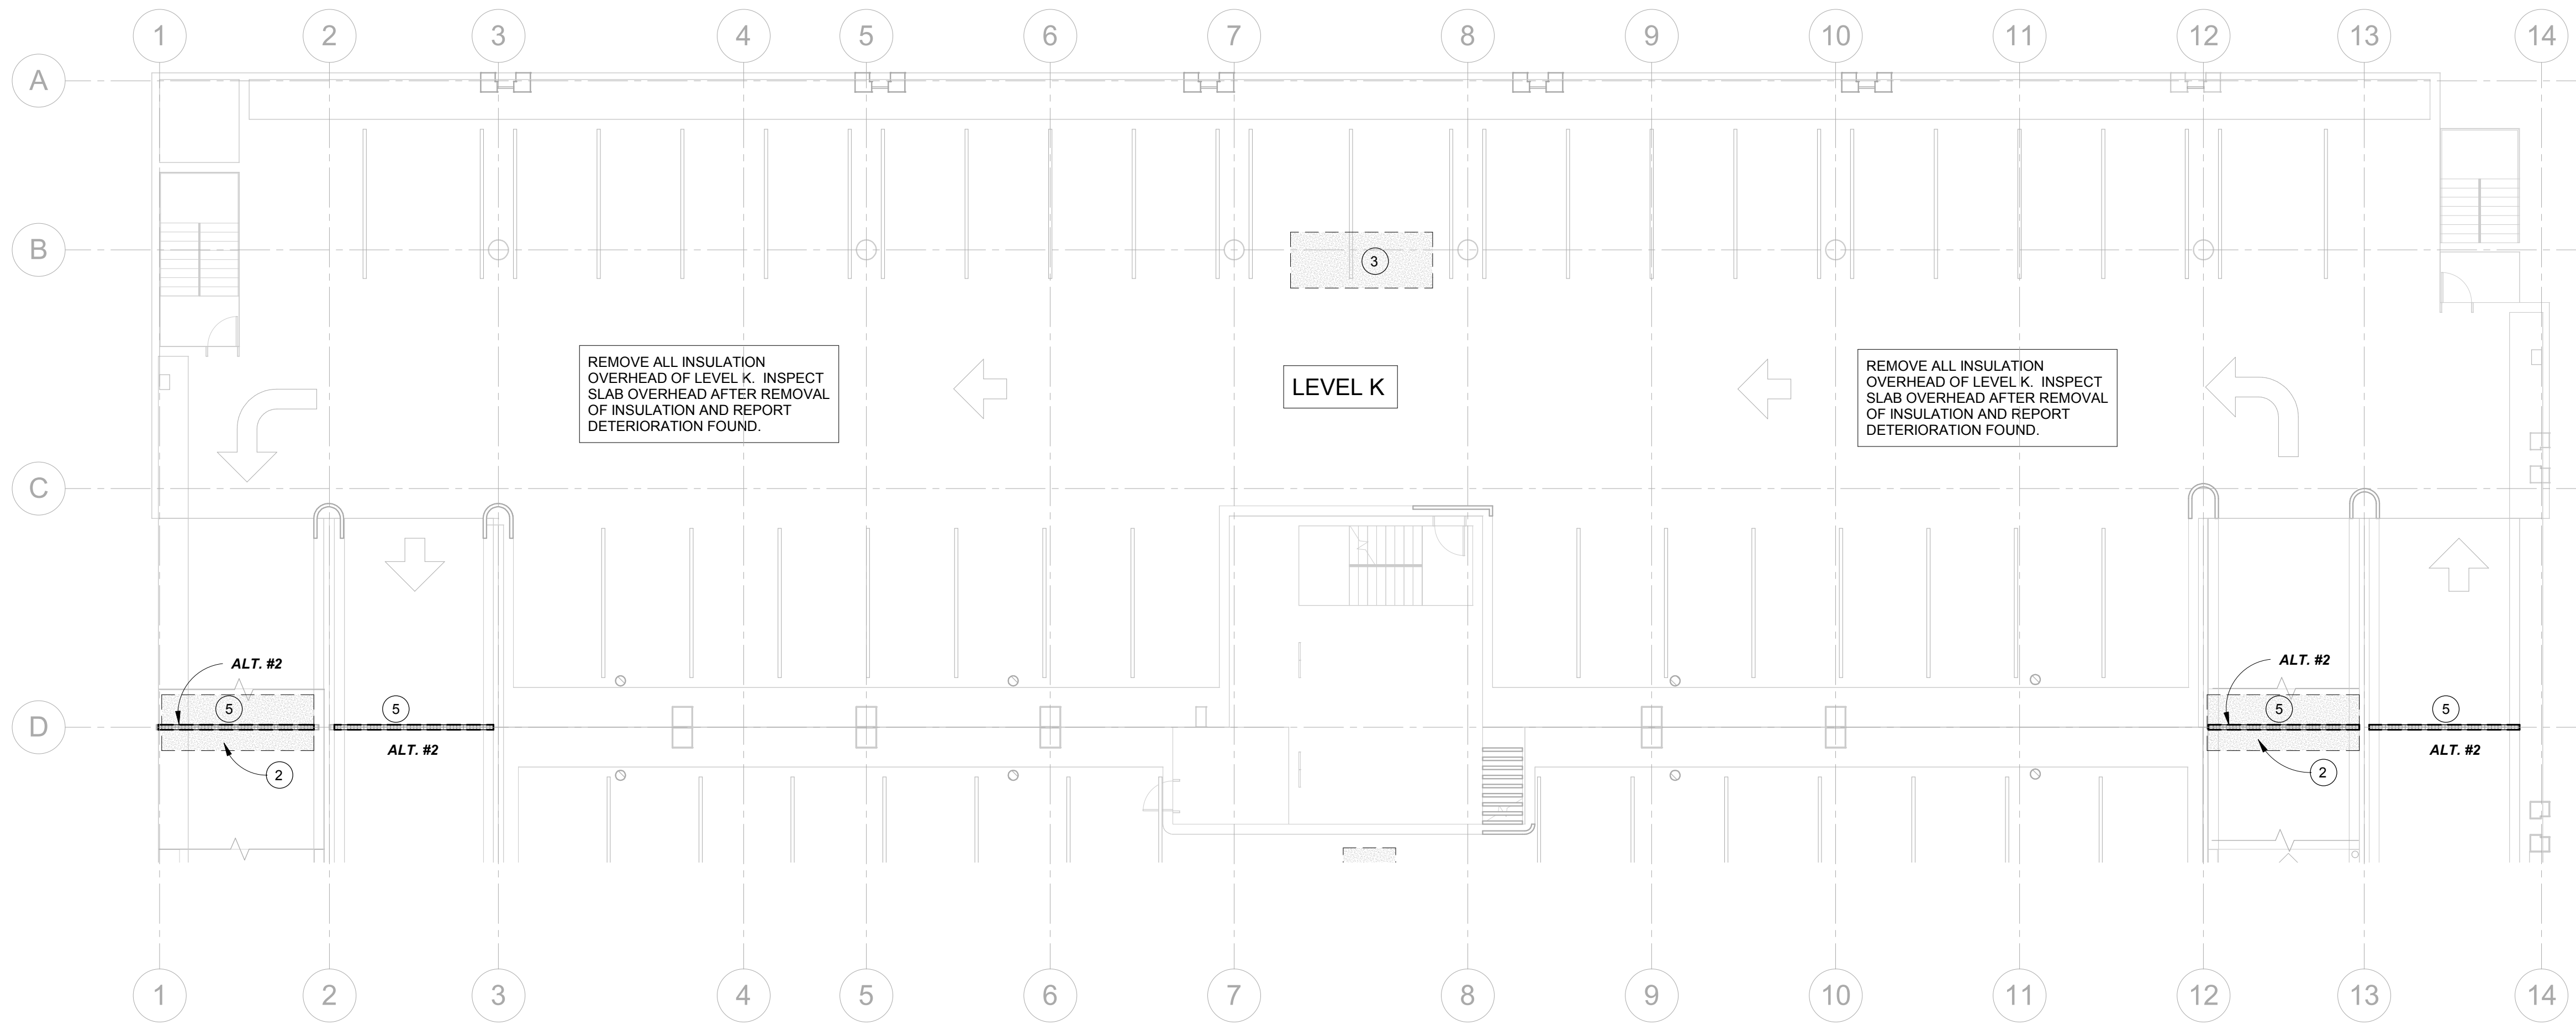 1 2 3 4 5 6 7 8 9 10 11 12 13 14
A
B
3
REMOVE ALL INSULATION
OVERHEAD OF LEVEL K. INSPECT
SLAB OVERHEAD AFTER REMOVAL
OF INSULATION AND REPORT
DETERIORATION FOUND.
LEVEL K
REMOVE ALL INSULATION
OVERHEAD OF LEVEL K. INSPECT
SLAB OVERHEAD AFTER REMOVAL
OF INSULATION AND REPORT
DETERIORATION FOUND.
C
ALT. #2
ALT. #2
5
5
5
5
D
ALT. #2
ALT. #2
2
2
1 2 3 4 5 6 7 8 9 10 11 12 13 14